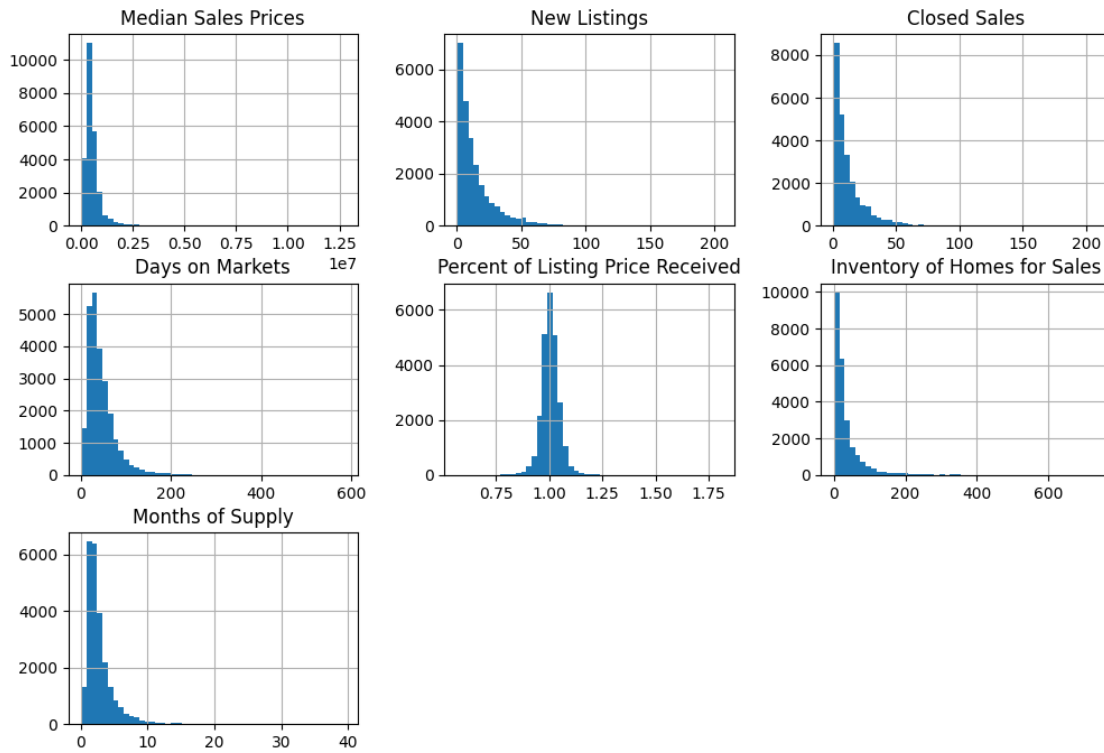 Median Sales Prices
10000
8000
6000
4000
2000
0
0.00 0.25 0.50 0.75 1.00 1.25
1e7
New Listings
6000
4000
2000
0
0 50 100 150 200
Closed Sales
8000
6000
4000
2000
0
0 50 100 150 200
Days on Markets
5000
4000
3000
2000
1000
0
0 200 400 600
Percent of Listing Price Received
6000
4000
2000
0
0.75 1.00 1.25 1.50 1.75
Inventory of Homes for Sales
10000
8000
6000
4000
2000
0
0 200 400 600
Months of Supply
6000
4000
2000
0
0 10 20 30 40